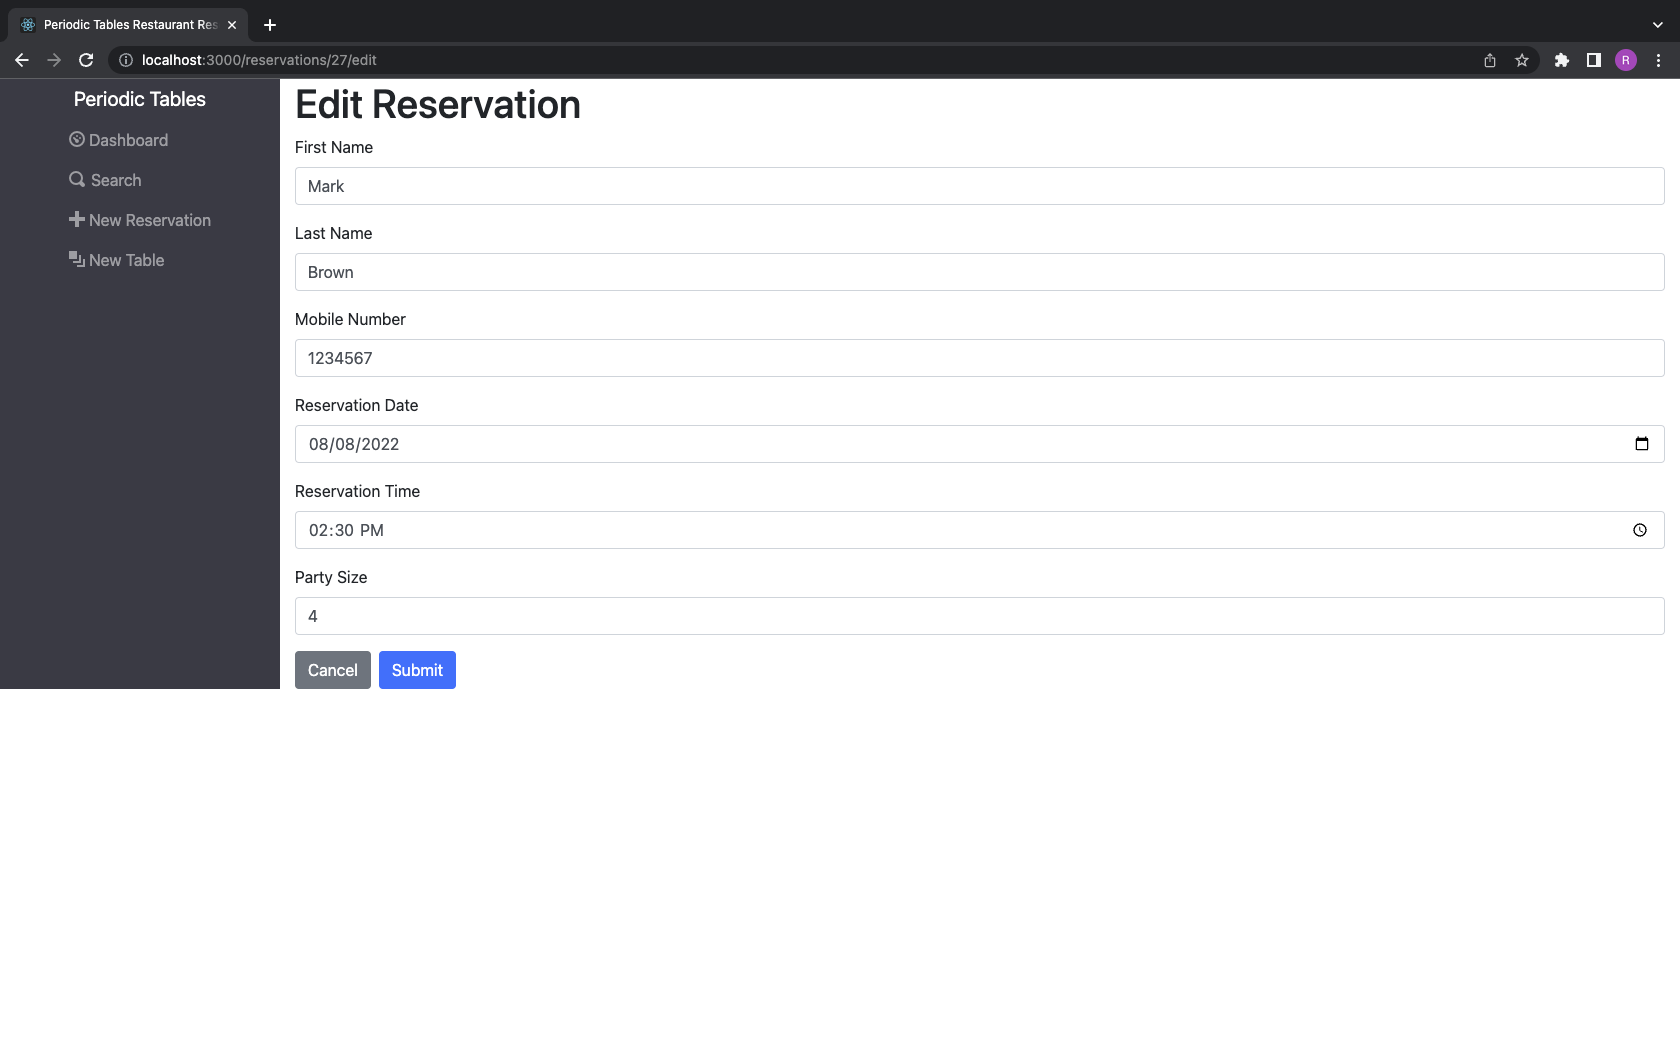 Periodic Tables Restaurant Res
localhost:3000/reservations/27/edit
R
Periodic Tables
Dashboard
Search
New Reservation
New Table
Edit Reservation
First Name
Mark
Last Name
Brown
Mobile Number
1234567
Reservation Date
08/08/2022
Reservation Time
02:30 PM
Party Size
4
Cancel Submit